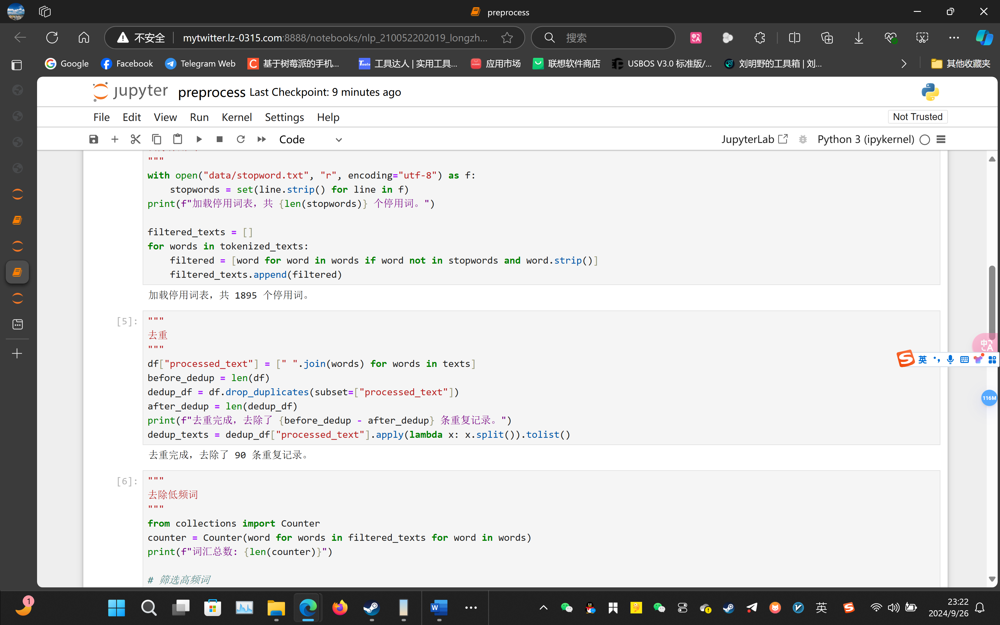 preprocess
不安全
mytwitter.lz-0315.com:8888/notebooks/nlp_210052202019_longzh...
搜索
Google
Facebook
Telegram Web
基于树莓派的手机...
Tools
工具达人 | 实用工具...
应用市场
联想软件商店
USBOS V3.0 标准版/...
刘明野的工具箱 | 刘...
其他收藏夹
jupyter preprocess Last Checkpoint: 9 minutes ago
File Edit View Run Kernel Settings Help
Not Trusted
Code
JupyterLab
Python 3 (ipykernel)
"""
with open("data/stopword.txt", "r", encoding="utf-8") as f:
    stopwords = set(line.strip() for line in f)
print(f"加载停用词表，共 {len(stopwords)} 个停用词。")
filtered_texts = []
for words in tokenized_texts:
    filtered = [word for word in words if word not in stopwords and word.strip()]
    filtered_texts.append(filtered)
加载停用词表，共 1895 个停用词。
[5]:
"""
去重
"""
df["processed_text"] = [" ".join(words) for words in texts]
before_dedup = len(df)
dedup_df = df.drop_duplicates(subset=["processed_text"])
after_dedup = len(dedup_df)
print(f"去重完成，去除了 {before_dedup - after_dedup} 条重复记录。")
dedup_texts = dedup_df["processed_text"].apply(lambda x: x.split()).tolist()
去重完成，去除了 90 条重复记录。
[6]:
"""
去除低频词
"""
from collections import Counter
counter = Counter(word for words in filtered_texts for word in words)
print(f"词汇总数: {len(counter)}")
# 筛选高频词
中A
英
116M
1
W
英
23:22
2024/9/26